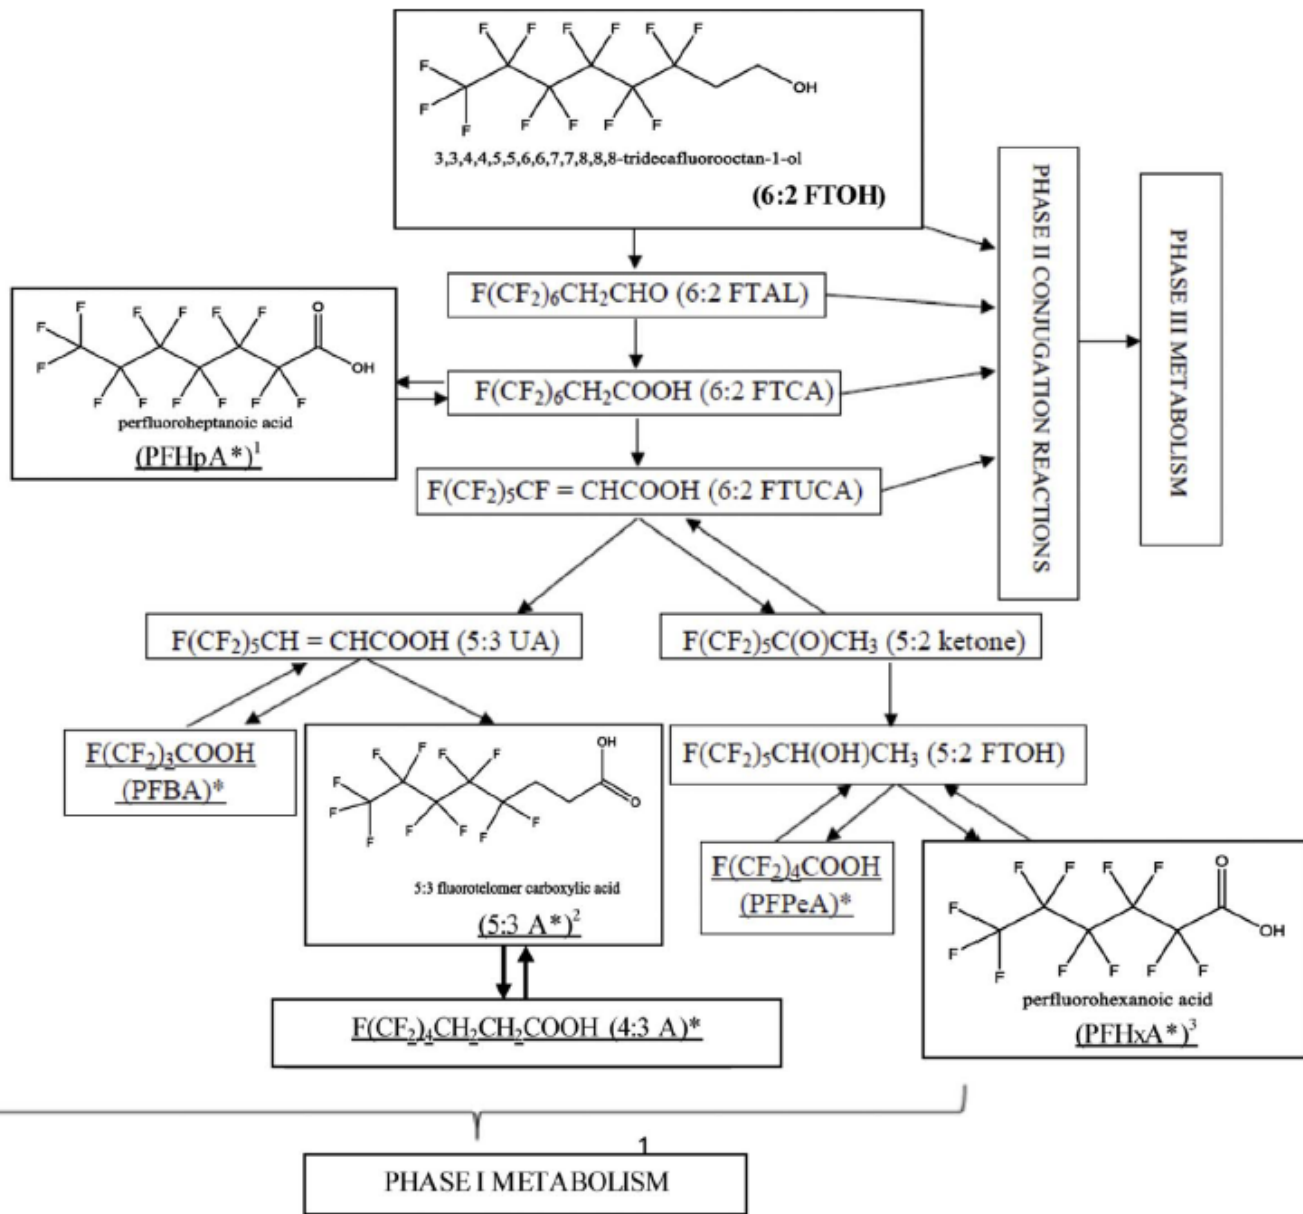 F F F F F F
F
F
F
F F F F F F
OH
3,3,4,4,5,5,6,6,7,7,8,8,8-tridecafluorooctan-1-ol
(6:2 FTOH)
PHASE II CONJUGATION REACTIONS
PHASE III METABOLISM
F(CF₂)₆CH₂CHO (6:2 FTAL)
F F F F F
F
F
F F F F F F
O
OH
perfluoroheptanoic acid
(PFHpA*)¹
F(CF₂)₆CH₂COOH (6:2 FTCA)
F(CF₂)₅CF = CHCOOH (6:2 FTUCA)
F(CF₂)₅CH = CHCOOH (5:3 UA)
F(CF₂)₅C(O)CH₃ (5:2 ketone)
F(CF₂)₃COOH
(PFBA)*
F F F F
F
F
F
F F F F
OH
O
5:3 fluorotelomer carboxylic acid
(5:3 A*)²
F(CF₂)₅CH(OH)CH₃ (5:2 FTOH)
F(CF₂)₄COOH
(PFPeA)*
F F F F
F
F
F
F F F F
O
OH
perfluorohexanoic acid
(PFHxA*)³
F(CF₂)₄CH₂CH₂COOH (4:3 A)*
1
PHASE I METABOLISM